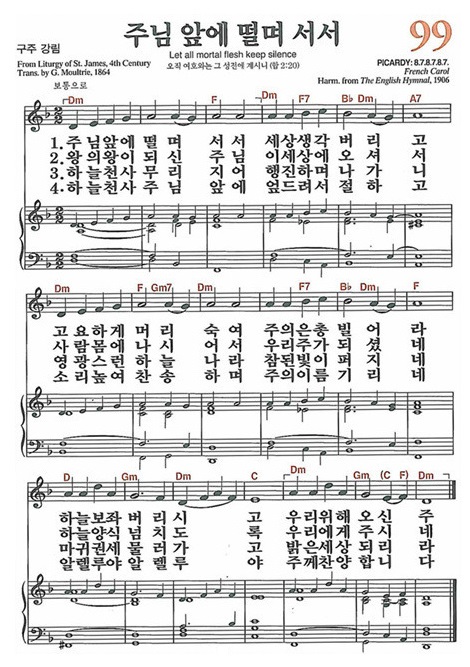 주님 앞에 떨며 서서
99
구주 강림
Let all mortal flesh keep silence
From Liturgy of St. James, 4th Century
Trans. by G. Moultrie, 1864
오직 여호와는 그 성전에 계시니 (합 2:20)
PICARDY: 8.7.8.7.8.7.
French Carol
Harm. from The English Hymnal, 1906
보통으로
Dm Dm F F7 B♭ Dm A7
1. 주님앞에 떨며 서서 세상생각 버리고
2. 왕의왕이 되신 주님 이세상에 오셔서
3. 하늘천사 무리 지어 행진하며 나가니
4. 하늘천사 주님 앞에 엎드려서 절하고
Dm F Gm7 Dm F F7 B♭ Dm F
고요하게 머리 숙여 주의은총 빌어라
사람몸에 나시어서 우주광명 되셨네
영광스런 하늘나라
소리높여 찬송하며 주의이름 기리네
D Gm C Dm C Dm Gm (C F) Dm
하늘보좌 버리시고 우리위해 오신주
하늘양식 넘치도록 우리에게 주시네
마귀권세 물러가고 밝은세상 되리라
알렐루야 알렐루야 주께찬양 합니다